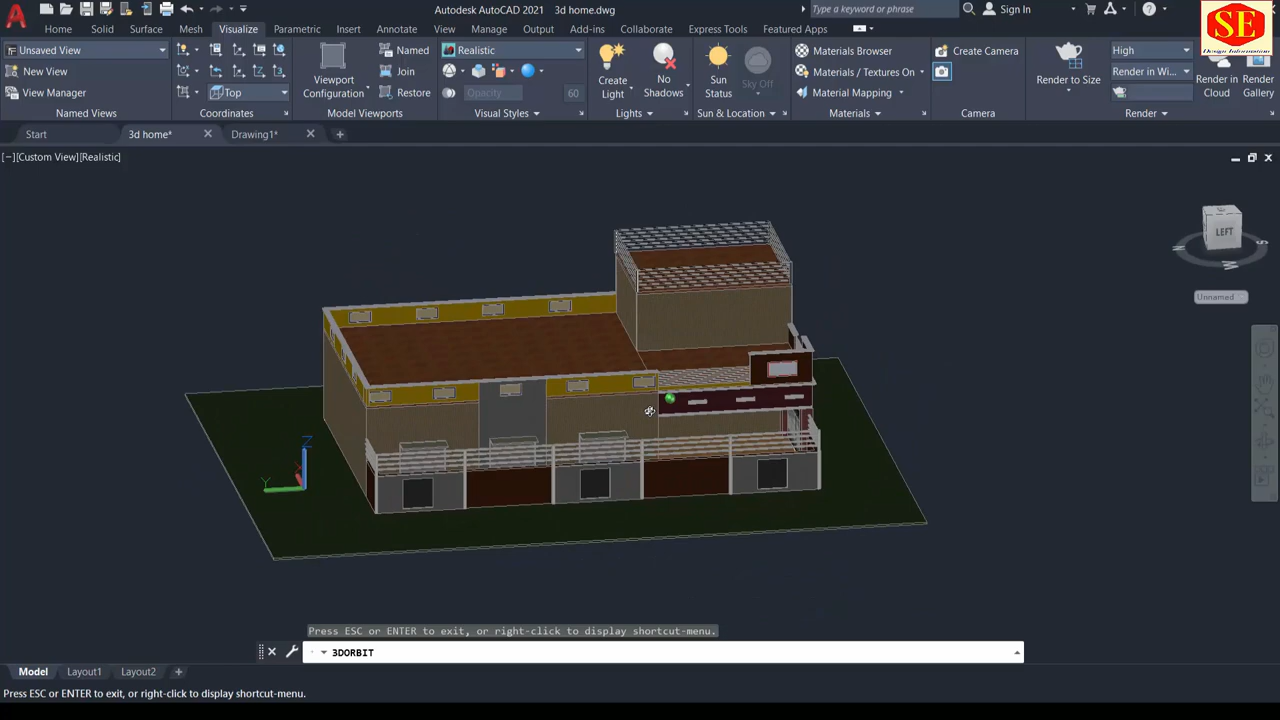 Autodesk AutoCAD 2021 3d home.dwg
Type a keyword or phrase
Sign In
SE
Design Information
Home Solid Surface Mesh Visualize Parametric Insert Annotate View Manage Output Add-ins Collaborate Express Tools Featured Apps
Unsaved View
New View
View Manager
Named Views
Top
Coordinates
Viewport
Configuration
Named
Join
Restore
Model Viewports
Realistic
Opacity 60
Visual Styles
Create
Light
No
Shadows
Lights
Sun
Status
Sky Off
Sun & Location
Materials Browser
Materials / Textures On
Material Mapping
Materials
Create Camera
Camera
Render to Size
High
Render in Wi...
Render in
Cloud
Render
Gallery
Render
Start 3d home* Drawing1*
[−][Custom View][Realistic]
LEFT
N
S
W
Unnamed
Z
Y
X
Press ESC or ENTER to exit, or right-click to display shortcut-menu.
3DORBIT
Model Layout1 Layout2
Press ESC or ENTER to exit, or right-click to display shortcut-menu.